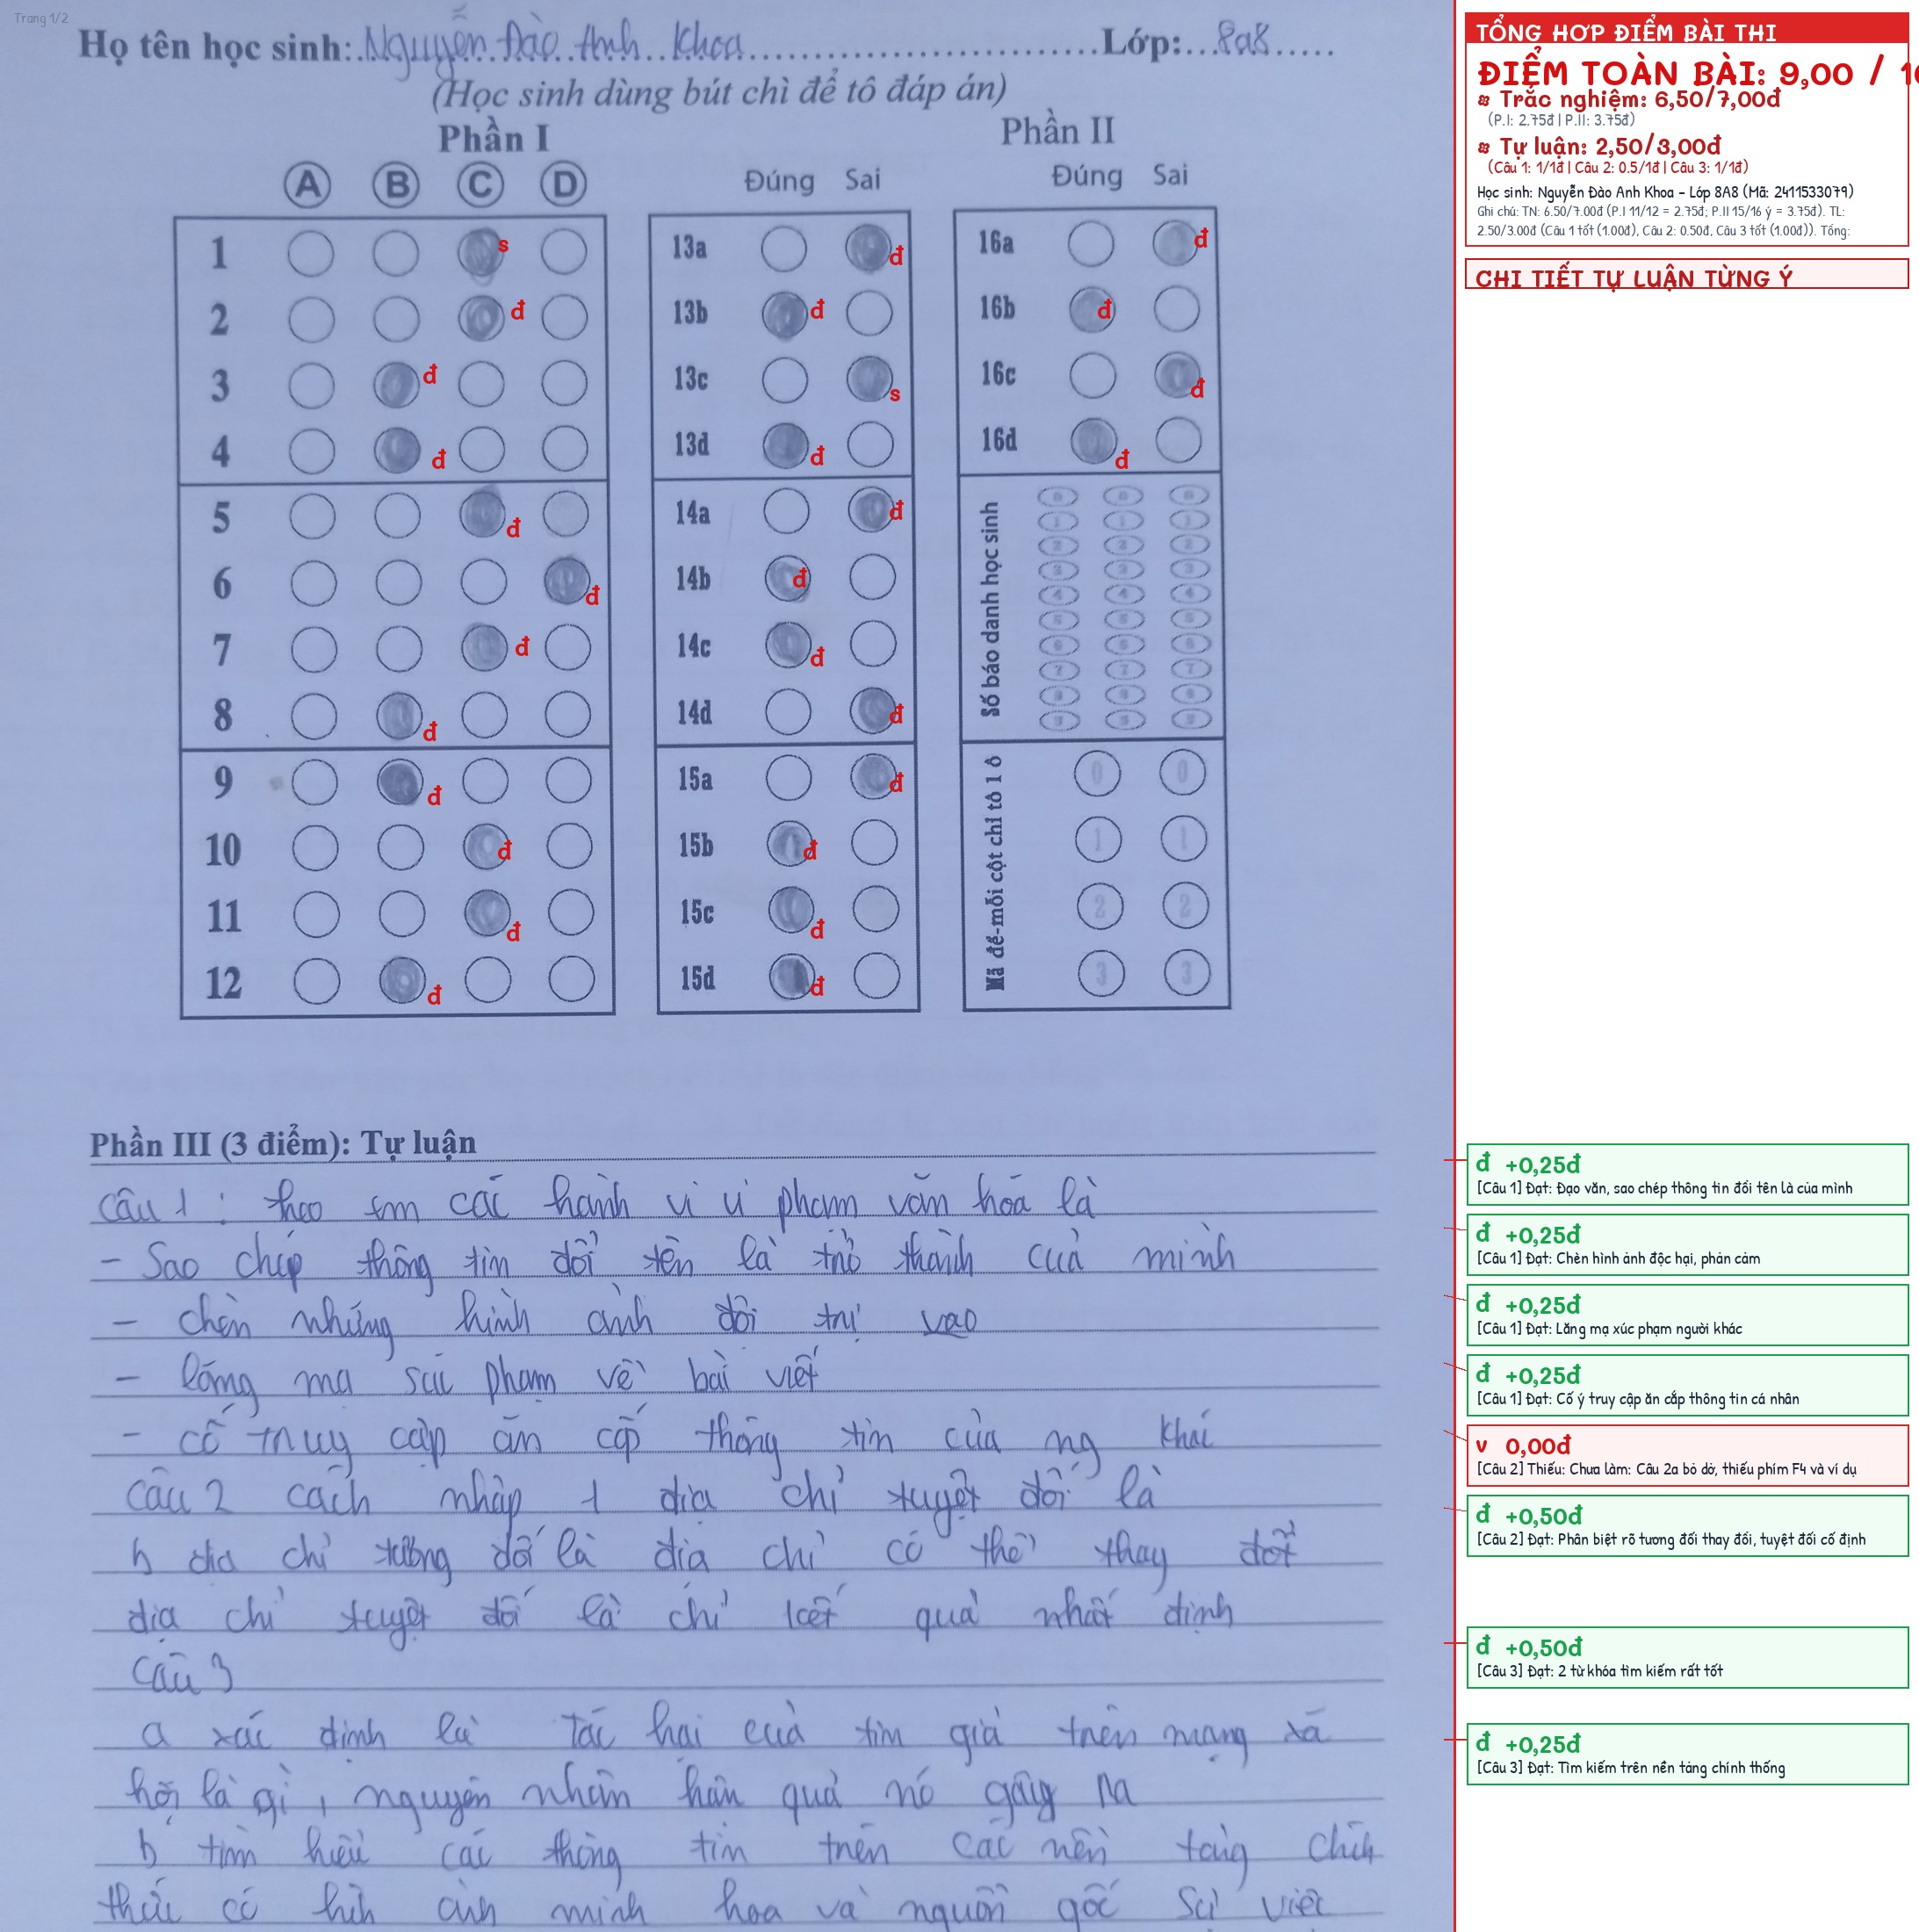 Trang 1/2
Họ tên học sinh: Nguyễn Đào Anh Khoa Lớp: 8a8
(Học sinh dùng bút chì để tô đáp án)
Phần I
Phần II
A B C D
Đúng Sai
Đúng Sai
1 s
2 đ
3 đ
4 đ
5 đ
6 đ
7 đ
8 đ
9 đ
10 đ
11 đ
12 đ
13a đ
13b đ
13c s
13d đ
14a đ
14b đ
14c đ
14d đ
15a đ
15b đ
15c đ
15d đ
16a đ
16b đ
16c đ
16d đ
Số báo danh học sinh
Mã đề-mỗi cột chỉ tô 1 ô
0 0
1 1
2 2
3 3
Phần III (3 điểm): Tự luận
câu 1 : theo em các hành vi vi phạm văn hóa là
- Sao chép thông tin đổi tên là trở thành của mình
- chèn những hình ảnh đồi trị vao
- lăng mạ phạm về bài viết
- cố truy cập ăn cắp thông tin của ng khác
câu 2 cách nhập 1 địa chỉ tuyệt đối là
b địa chỉ tương đối là địa chỉ có thể thay đổi
địa chỉ tuyệt đối là chỉ kết quả nhất định
Câu 3
a xác định là Tác hại của tin giả trên mạng xã
hội là gì, nguyên nhân hân quả nó gây ra
b tìm hiểu các thông tin trên các nền tảng chính
thức có hình ảnh minh họa và nguồn gốc sự việc
TỔNG HỢP ĐIỂM BÀI THI
ĐIỂM TOÀN BÀI: 9,00 / 10
Trắc nghiệm: 6,50/7,00đ
(P.I: 2.75đ | P.II: 3.75đ)
Tự luận: 2,50/3,00đ
(Câu 1: 1/1đ | Câu 2: 0.5/1đ | Câu 3: 1/1đ)
Học sinh: Nguyễn Đào Anh Khoa - Lớp 8A8 (Mã: 2411533079)
Ghi chú: TN: 6.50/7.00đ (P.I 11/12 = 2.75đ; P.II 15/16 ý = 3.75đ). TL:
2.50/3.00đ (Câu 1 tốt (1.00đ), Câu 2: 0.50đ, Câu 3 tốt (1.00đ)). Tổng:
CHI TIẾT TỰ LUẬN TỪNG Ý
đ +0,25đ
[Câu 1] Đạt: Đạo văn, sao chép thông tin đổi tên là của mình
đ +0,25đ
[Câu 1] Đạt: Chèn hình ảnh độc hại, phản cảm
đ +0,25đ
[Câu 1] Đạt: Lăng mạ xúc phạm người khác
đ +0,25đ
[Câu 1] Đạt: Cố ý truy cập ăn cắp thông tin cá nhân
v 0,00đ
[Câu 2] Thiếu: Chưa làm: Câu 2a bỏ dở, thiếu phím F4 và ví dụ
đ +0,50đ
[Câu 2] Đạt: Phân biệt rõ tương đối thay đổi, tuyệt đối cố định
đ +0,50đ
[Câu 3] Đạt: 2 từ khóa tìm kiếm rất tốt
đ +0,25đ
[Câu 3] Đạt: Tìm kiếm trên nền tảng chính thống